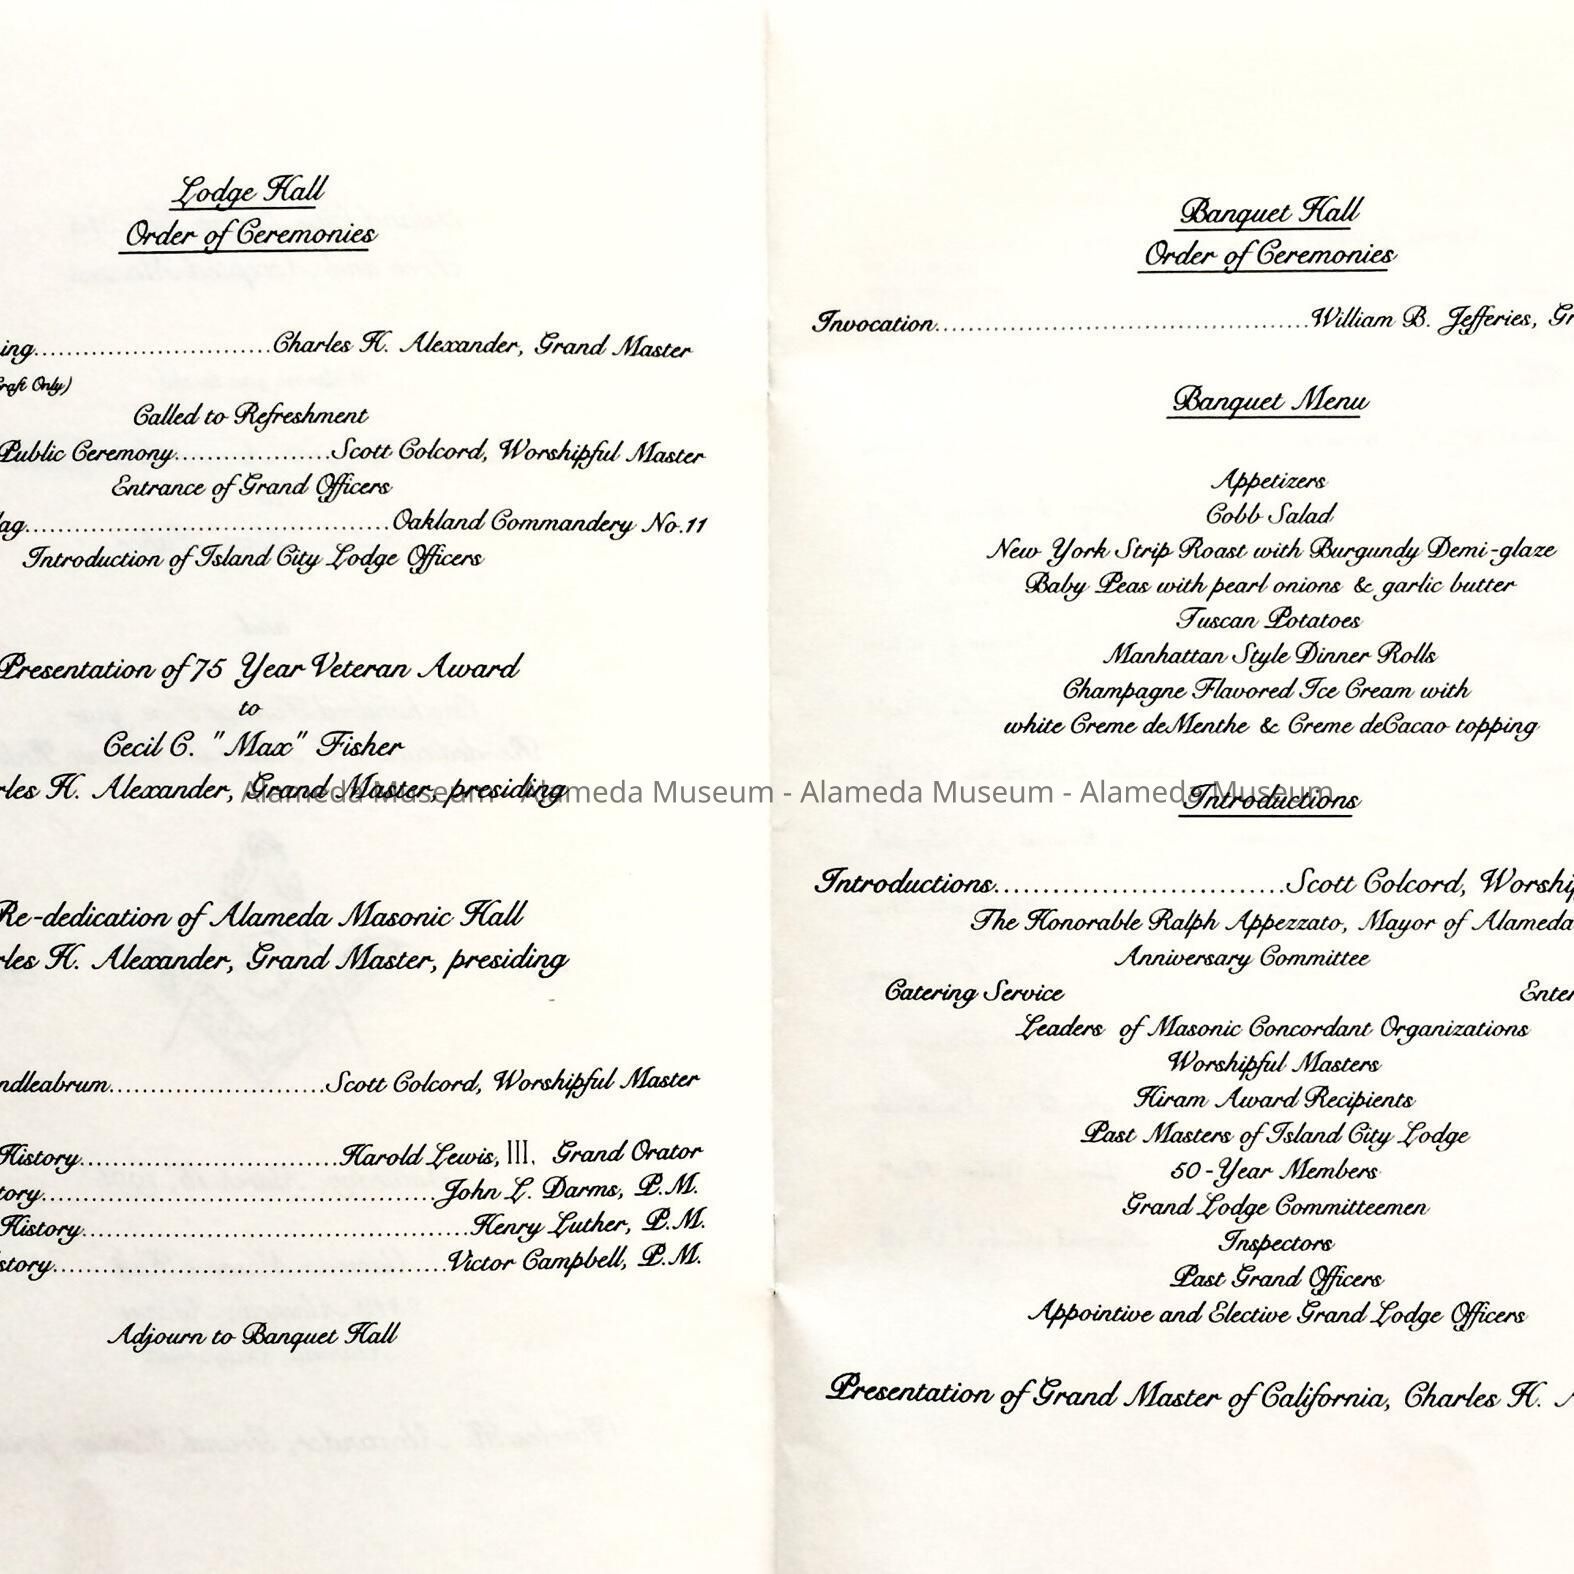 Lodge Hall
Order of Ceremonies
ing..............................Charles H. Alexander, Grand Master
raft Only)
Called to Refreshment
Public Ceremony....................Scott Colcord, Worshipful Master
Entrance of Grand Officers
lag..........................................Oakland Commandery No.11
Introduction of Island City Lodge Officers
Presentation of 75 Year Veteran Award
to
Cecil C. "Max" Fisher
rles H. Alexander, Grand Master, presiding
Re-dedication of Alameda Masonic Hall
rles H. Alexander, Grand Master, presiding
ndleabrum...........................Scott Colcord, Worshipful Master
History.................................Harold Lewis, III. Grand Orator
tory..................................................John L. Darms, P.M.
History.................................................Henry Luther, P.M.
story..................................................Victor Campbell, P.M.
Adjourn to Banquet Hall
Banquet Hall
Order of Ceremonies
Invocation...............................................William B. Jefferies, Gr
Banquet Menu
Appetizers
Cobb Salad
New York Strip Roast with Burgundy Demi-glaze
Baby Peas with pearl onions & garlic butter
Tuscan Potatoes
Manhattan Style Dinner Rolls
Champagne Flavored Ice Cream with
white Creme deMenthe & Creme deCacao topping
Alameda Museum - Alameda Museum - Alameda Museum - Alameda Museum
Introductions
Introductions..............................Scott Colcord, Worship
The Honorable Ralph Appezzato, Mayor of Alameda
Anniversary Committee
Catering Service Enter
Leaders of Masonic Concordant Organizations
Worshipful Masters
Hiram Award Recipients
Past Masters of Island City Lodge
50-Year Members
Grand Lodge Committeemen
Inspectors
Past Grand Officers
Appointive and Elective Grand Lodge Officers
Presentation of Grand Master of California, Charles H. A